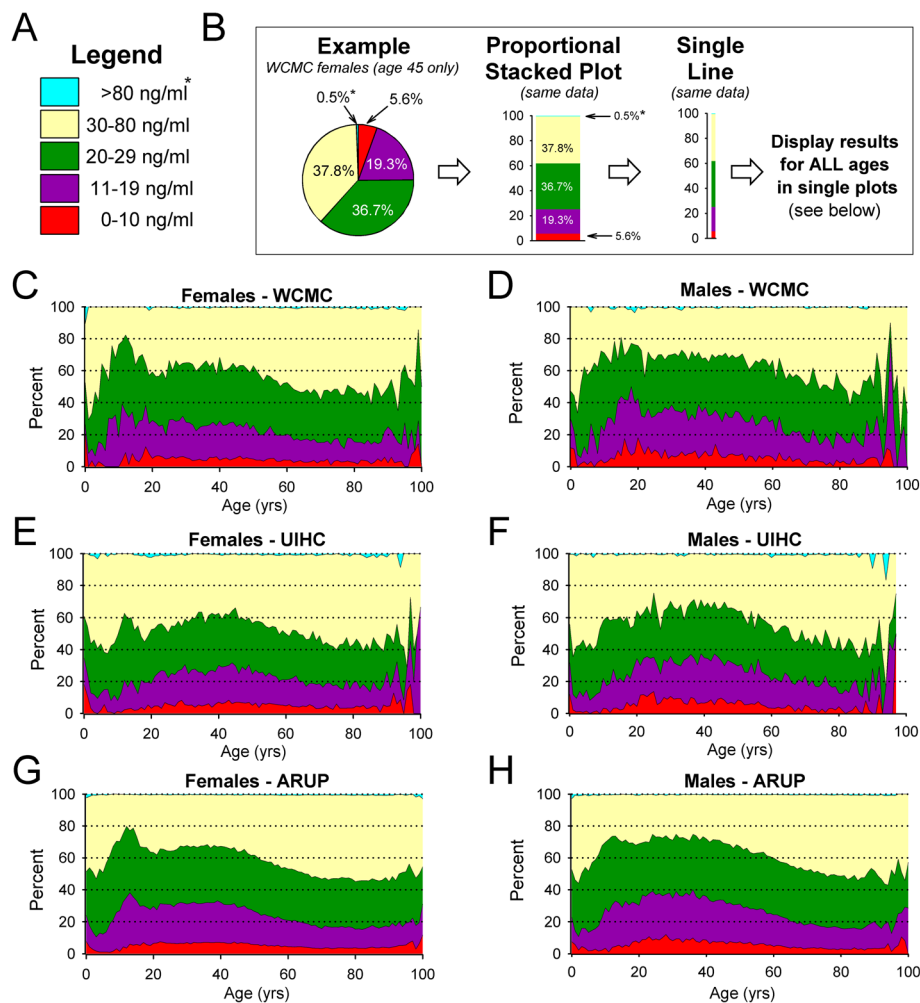 A
Legend
>80 ng/ml*
30-80 ng/ml
20-29 ng/ml
11-19 ng/ml
0-10 ng/ml
B
Example
WCMC females (age 45 only)
0.5%*
5.6%
19.3%
37.8%
36.7%
Proportional
Stacked Plot
(same data)
100
80
60
40
20
0
0.5%*
37.8%
36.7%
19.3%
5.6%
Single
Line
(same data)
100
80
60
40
20
0
Display results
for ALL ages
in single plots
(see below)
C
Females - WCMC
Percent
100
80
60
40
20
0
0 20 40 60 80 100
Age (yrs)
D
Males - WCMC
Percent
100
80
60
40
20
0
0 20 40 60 80 100
Age (yrs)
E
Females - UIHC
Percent
100
80
60
40
20
0
0 20 40 60 80 100
Age (yrs)
F
Males - UIHC
Percent
100
80
60
40
20
0
0 20 40 60 80 100
Age (yrs)
G
Females - ARUP
Percent
100
80
60
40
20
0
0 20 40 60 80 100
Age (yrs)
H
Males - ARUP
Percent
100
80
60
40
20
0
0 20 40 60 80 100
Age (yrs)